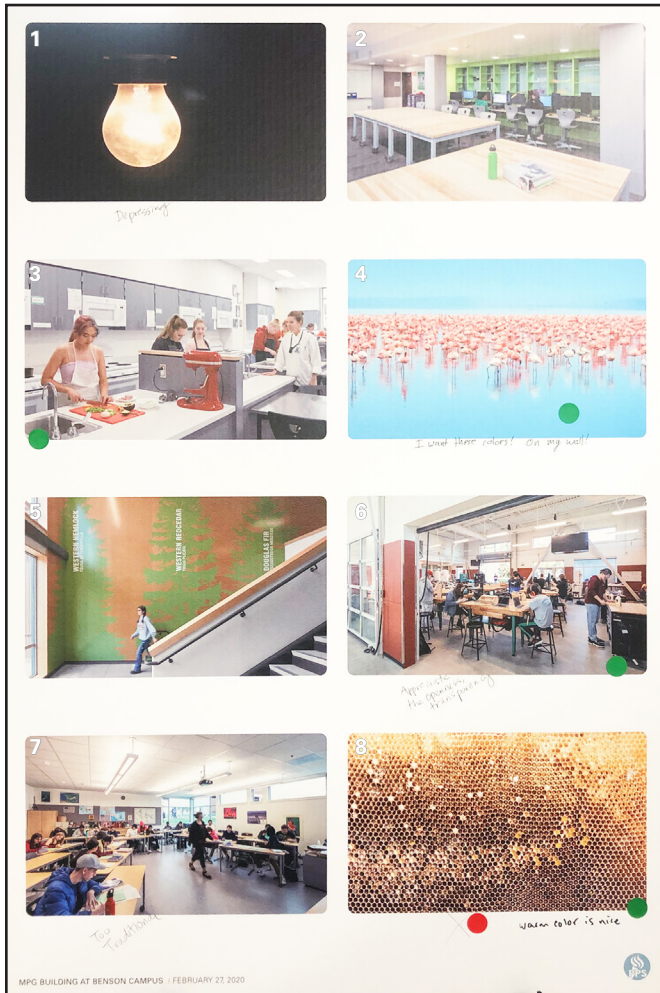 1
2
Depressing
3
4
I want these colors! On my wall!
5
WESTERN HEMLOCK
WESTERN REDCEDAR
DOUGLAS FIR
6
Appreciate
the openness,
transparency
7
8
Too
Traditional
warm color is nice
MPG BUILDING AT BENSON CAMPUS | FEBRUARY 27, 2020
PPS